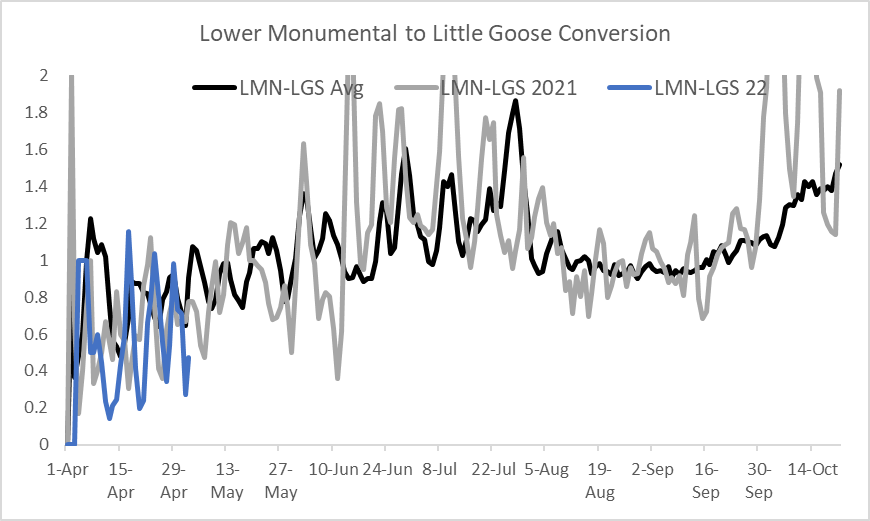 Lower Monumental to Little Goose Conversion
LMN-LGS Avg
LMN-LGS 2021
LMN-LGS 22
2
1.8
1.6
1.4
1.2
1
0.8
0.6
0.4
0.2
0
1-Apr 15- 29- 13- 27- 10-Jun 24-Jun 8-Jul 22-Jul 5-Aug 19- 2-Sep 16- 30- 14-Oct
Apr Apr May May Aug Sep Sep